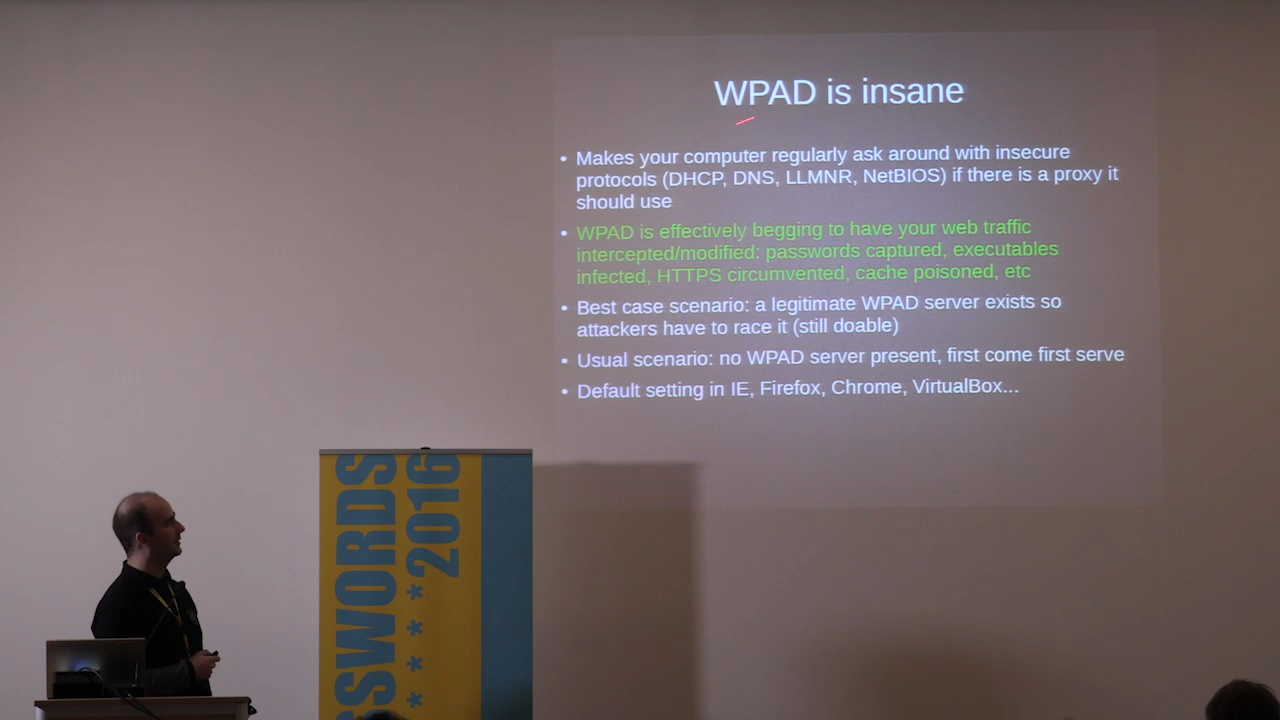 WPAD is insane
• Makes your computer regularly ask around with insecure
protocols (DHCP, DNS, LLMNR, NetBIOS) if there is a proxy it
should use
• WPAD is effectively begging to have your web traffic
intercepted/modified: passwords captured, executables
infected, HTTPS circumvented, cache poisoned, etc
• Best case scenario: a legitimate WPAD server exists so
attackers have to race it (still doable)
• Usual scenario: no WPAD server present, first come first serve
• Default setting in IE, Firefox, Chrome, VirtualBox...
SSWORDS
* * * * 2016